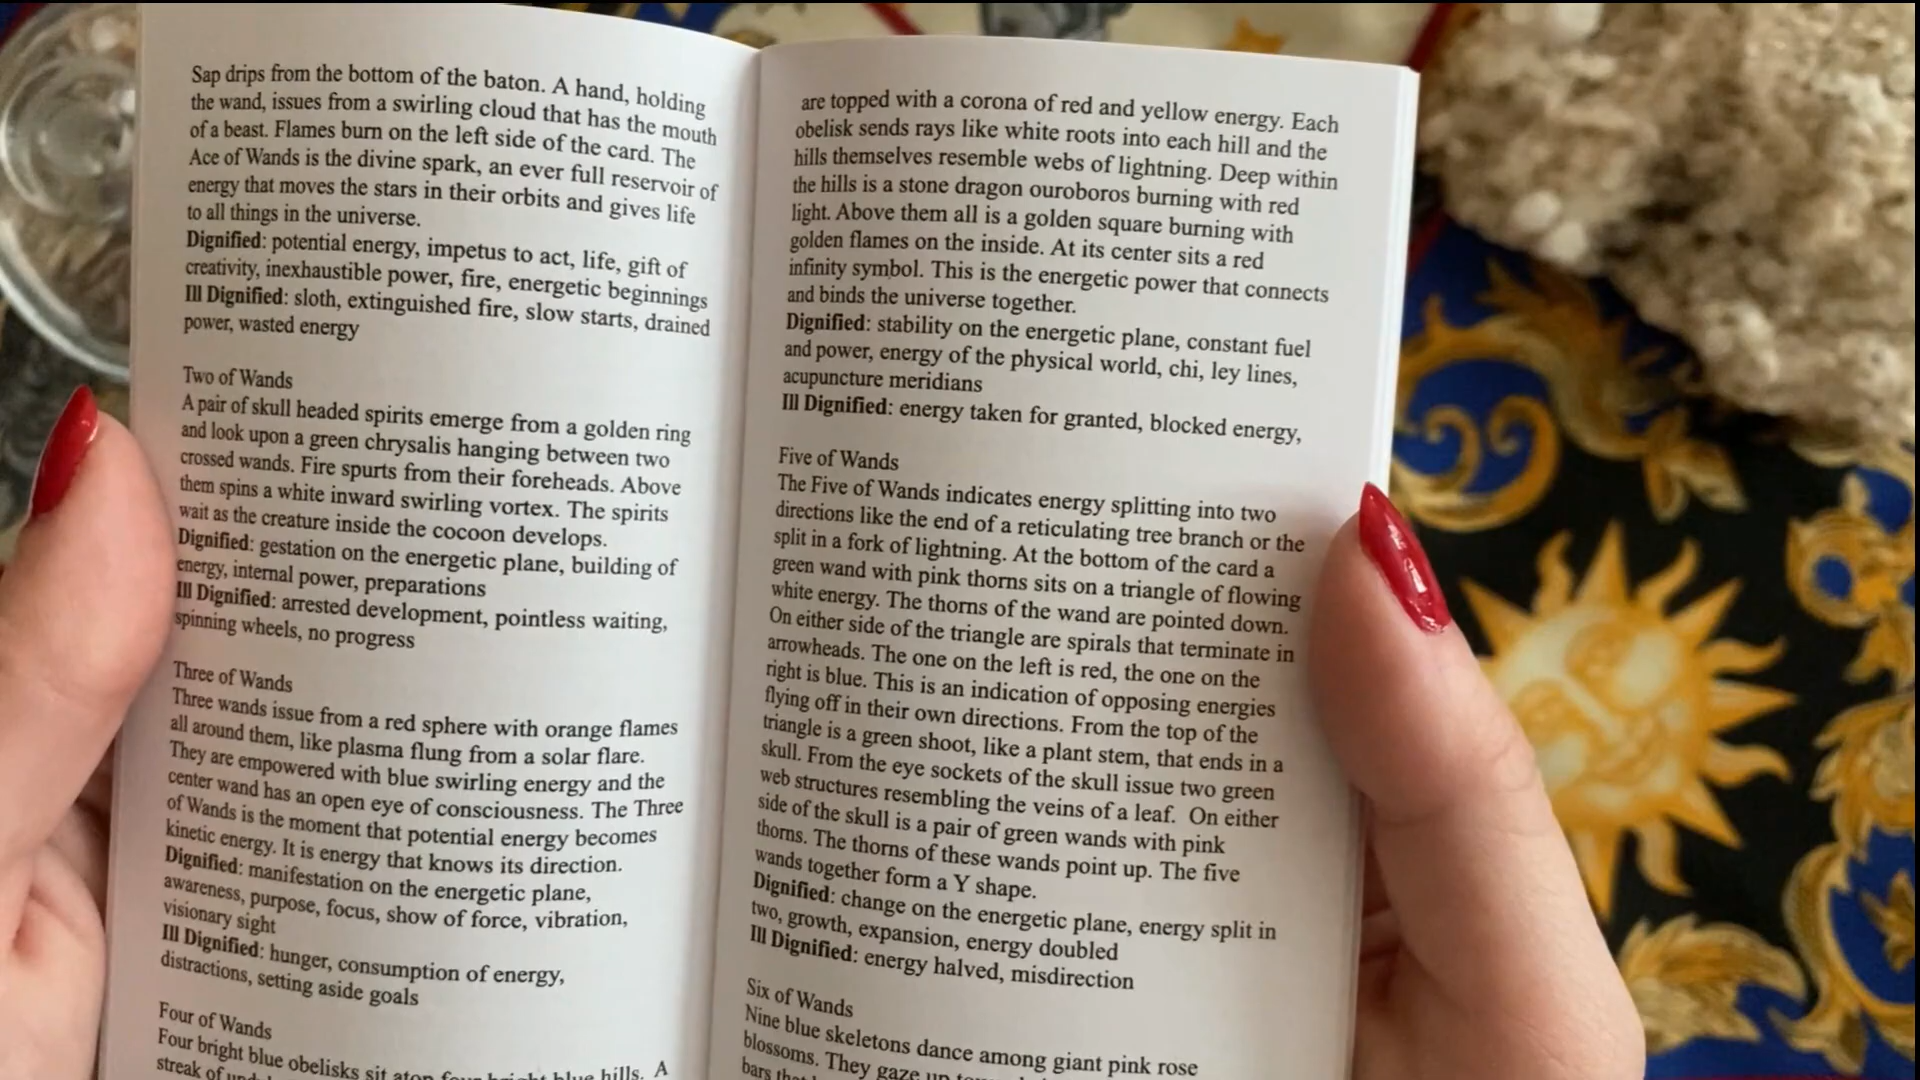 Sap drips from the bottom of the baton. A hand, holding
the wand, issues from a swirling cloud that has the mouth
of a beast. Flames burn on the left side of the card. The
Ace of Wands is the divine spark, an ever full reservoir of
energy that moves the stars in their orbits and gives life
to all things in the universe.
Dignified: potential energy, impetus to act, life, gift of
creativity, inexhaustible power, fire, energetic beginnings
Ill Dignified: sloth, extinguished fire, slow starts, drained
power, wasted energy
Two of Wands
A pair of skull headed spirits emerge from a golden ring
and look upon a green chrysalis hanging between two
crossed wands. Fire spurts from their foreheads. Above
them spins a white inward swirling vortex. The spirits
wait as the creature inside the cocoon develops.
Dignified: gestation on the energetic plane, building of
energy, internal power, preparations
Ill Dignified: arrested development, pointless waiting,
spinning wheels, no progress
Three of Wands
Three wands issue from a red sphere with orange flames
all around them, like plasma flung from a solar flare.
They are empowered with blue swirling energy and the
center wand has an open eye of consciousness. The Three
of Wands is the moment that potential energy becomes
kinetic energy. It is energy that knows its direction.
Dignified: manifestation on the energetic plane,
awareness, purpose, focus, show of force, vibration,
visionary sight
Ill Dignified: hunger, consumption of energy,
distractions, setting aside goals
Four of Wands
Four bright blue obelisks sit atop four bright blue hills. A
streak of
are topped with a corona of red and yellow energy. Each
obelisk sends rays like white roots into each hill and the
hills themselves resemble webs of lightning. Deep within
the hills is a stone dragon ouroboros burning with red
light. Above them all is a golden square burning with
golden flames on the inside. At its center sits a red
infinity symbol. This is the energetic power that connects
and binds the universe together.
Dignified: stability on the energetic plane, constant fuel
and power, energy of the physical world, chi, ley lines,
acupuncture meridians
Ill Dignified: energy taken for granted, blocked energy,
Five of Wands
The Five of Wands indicates energy splitting into two
directions like the end of a reticulating tree branch or the
split in a fork of lightning. At the bottom of the card a
green wand with pink thorns sits on a triangle of flowing
white energy. The thorns of the wand are pointed down.
On either side of the triangle are spirals that terminate in
arrowheads. The one on the left is red, the one on the
right is blue. This is an indication of opposing energies
flying off in their own directions. From the top of the
triangle is a green shoot, like a plant stem, that ends in a
skull. From the eye sockets of the skull issue two green
web structures resembling the veins of a leaf. On either
side of the skull is a pair of green wands with pink
thorns. The thorns of these wands point up. The five
wands together form a Y shape.
Dignified: change on the energetic plane, energy split in
two, growth, expansion, energy doubled
Ill Dignified: energy halved, misdirection
Six of Wands
Nine blue skeletons dance among giant pink rose
blossoms. They gaze up
bars